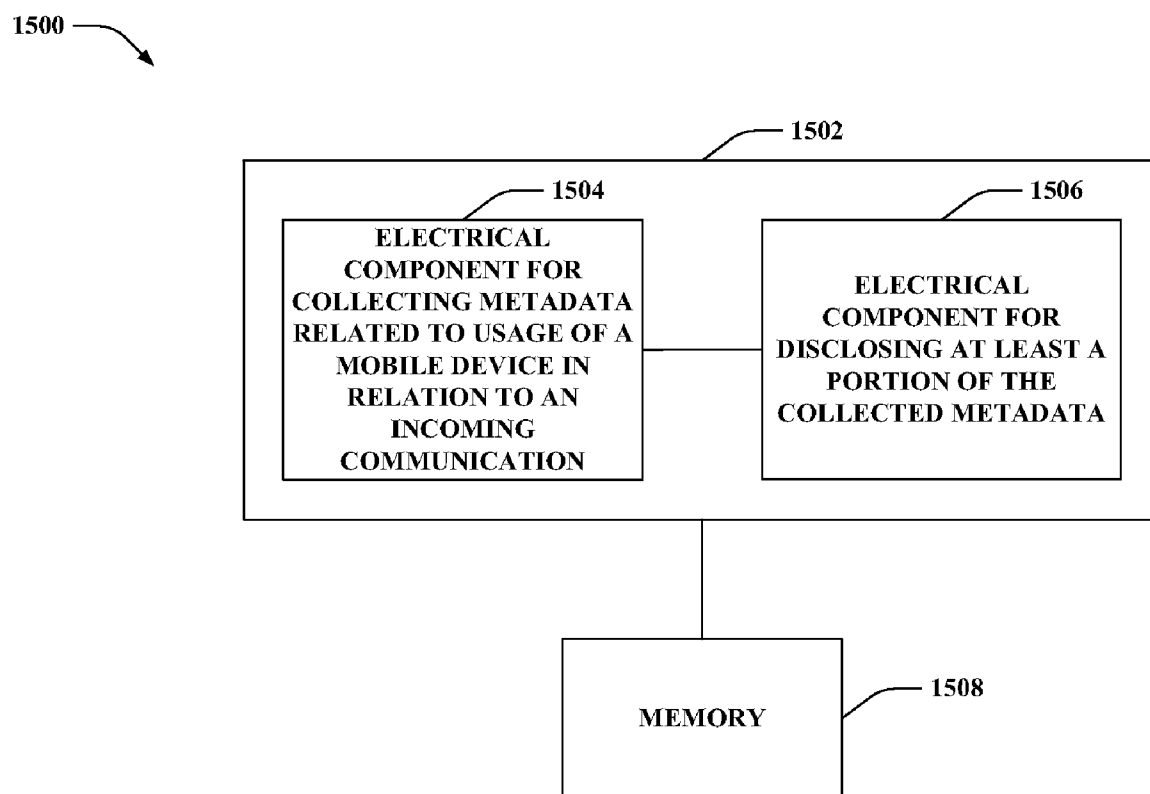 1500
1502
1504
1506
ELECTRICAL
COMPONENT FOR
COLLECTING METADATA
RELATED TO USAGE OF A
MOBILE DEVICE IN
RELATION TO AN
INCOMING
COMMUNICATION
ELECTRICAL
COMPONENT FOR
DISCLOSING AT LEAST A
PORTION OF THE
COLLECTED METADATA
1508
MEMORY